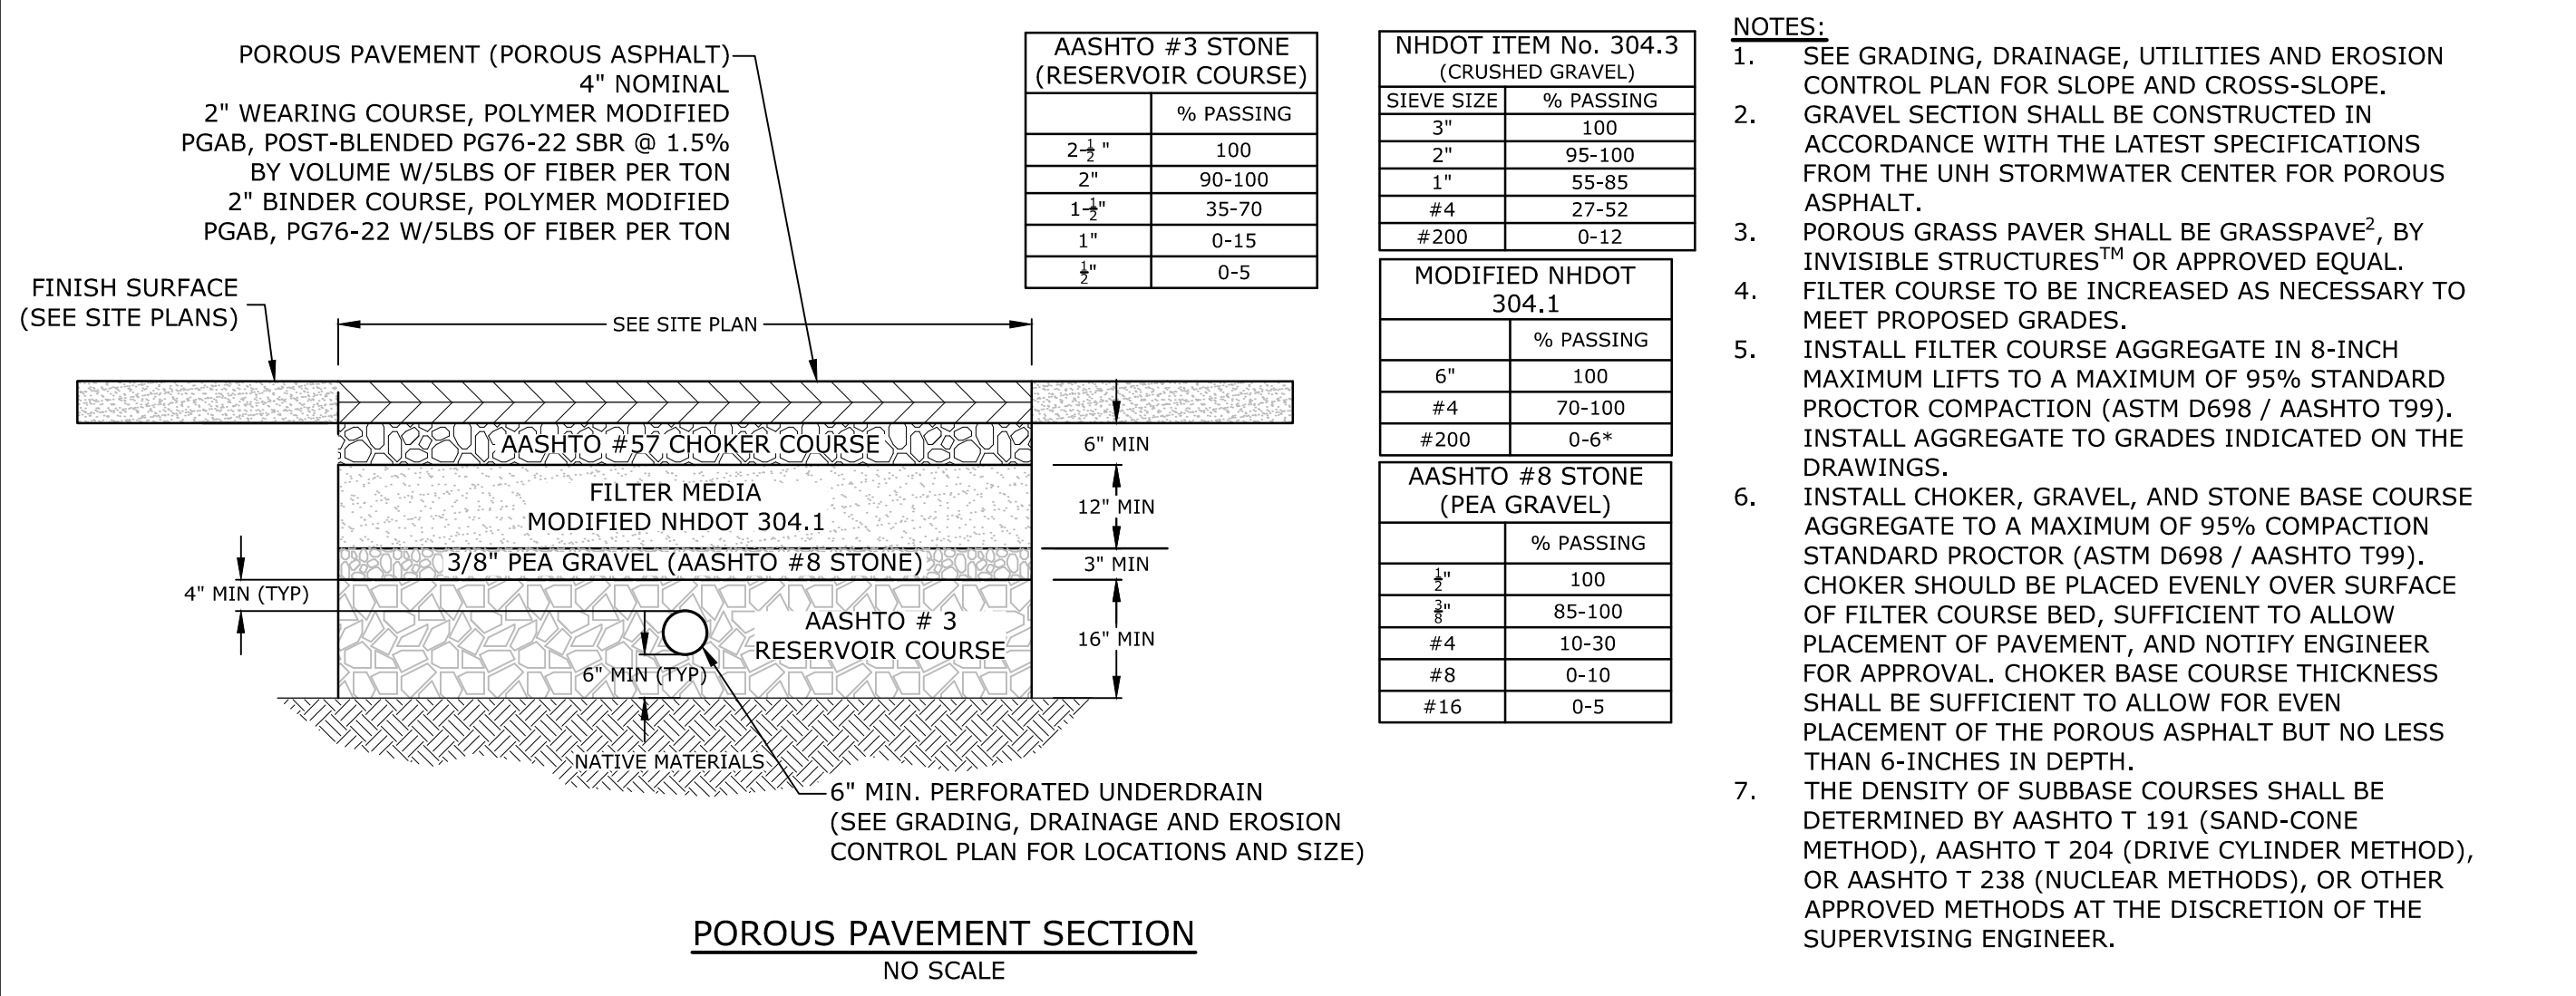 POROUS PAVEMENT (POROUS ASPHALT)
4" NOMINAL
2" WEARING COURSE, POLYMER MODIFIED
PGAB, POST-BLENDED PG76-22 SBR @ 1.5%
BY VOLUME W/5LBS OF FIBER PER TON
2" BINDER COURSE, POLYMER MODIFIED
PGAB, PG76-22 W/5LBS OF FIBER PER TON
FINISH SURFACE
(SEE SITE PLANS)
SEE SITE PLAN
AASHTO #57 CHOKER COURSE
6" MIN
FILTER MEDIA
MODIFIED NHDOT 304.1
12" MIN
3/8" PEA GRAVEL (AASHTO #8 STONE)
3" MIN
4" MIN (TYP)
AASHTO # 3
RESERVOIR COURSE
16" MIN
6" MIN (TYP)
NATIVE MATERIALS
6" MIN. PERFORATED UNDERDRAIN
(SEE GRADING, DRAINAGE AND EROSION
CONTROL PLAN FOR LOCATIONS AND SIZE)
POROUS PAVEMENT SECTION
NO SCALE
AASHTO #3 STONE
(RESERVOIR COURSE)
% PASSING
2-½ " 100
2" 90-100
1-½" 35-70
1" 0-15
½" 0-5
NHDOT ITEM No. 304.3
(CRUSHED GRAVEL)
SIEVE SIZE % PASSING
3" 100
2" 95-100
1" 55-85
#4 27-52
#200 0-12
MODIFIED NHDOT
304.1
% PASSING
6" 100
#4 70-100
#200 0-6*
AASHTO #8 STONE
(PEA GRAVEL)
% PASSING
½" 100
⅜" 85-100
#4 10-30
#8 0-10
#16 0-5
NOTES:
1. SEE GRADING, DRAINAGE, UTILITIES AND EROSION
CONTROL PLAN FOR SLOPE AND CROSS-SLOPE.
2. GRAVEL SECTION SHALL BE CONSTRUCTED IN
ACCORDANCE WITH THE LATEST SPECIFICATIONS
FROM THE UNH STORMWATER CENTER FOR POROUS
ASPHALT.
3. POROUS GRASS PAVER SHALL BE GRASSPAVE², BY
INVISIBLE STRUCTURES™ OR APPROVED EQUAL.
4. FILTER COURSE TO BE INCREASED AS NECESSARY TO
MEET PROPOSED GRADES.
5. INSTALL FILTER COURSE AGGREGATE IN 8-INCH
MAXIMUM LIFTS TO A MAXIMUM OF 95% STANDARD
PROCTOR COMPACTION (ASTM D698 / AASHTO T99).
INSTALL AGGREGATE TO GRADES INDICATED ON THE
DRAWINGS.
6. INSTALL CHOKER, GRAVEL, AND STONE BASE COURSE
AGGREGATE TO A MAXIMUM OF 95% COMPACTION
STANDARD PROCTOR (ASTM D698 / AASHTO T99).
CHOKER SHOULD BE PLACED EVENLY OVER SURFACE
OF FILTER COURSE BED, SUFFICIENT TO ALLOW
PLACEMENT OF PAVEMENT, AND NOTIFY ENGINEER
FOR APPROVAL. CHOKER BASE COURSE THICKNESS
SHALL BE SUFFICIENT TO ALLOW FOR EVEN
PLACEMENT OF THE POROUS ASPHALT BUT NO LESS
THAN 6-INCHES IN DEPTH.
7. THE DENSITY OF SUBBASE COURSES SHALL BE
DETERMINED BY AASHTO T 191 (SAND-CONE
METHOD), AASHTO T 204 (DRIVE CYLINDER METHOD),
OR AASHTO T 238 (NUCLEAR METHODS), OR OTHER
APPROVED METHODS AT THE DISCRETION OF THE
SUPERVISING ENGINEER.